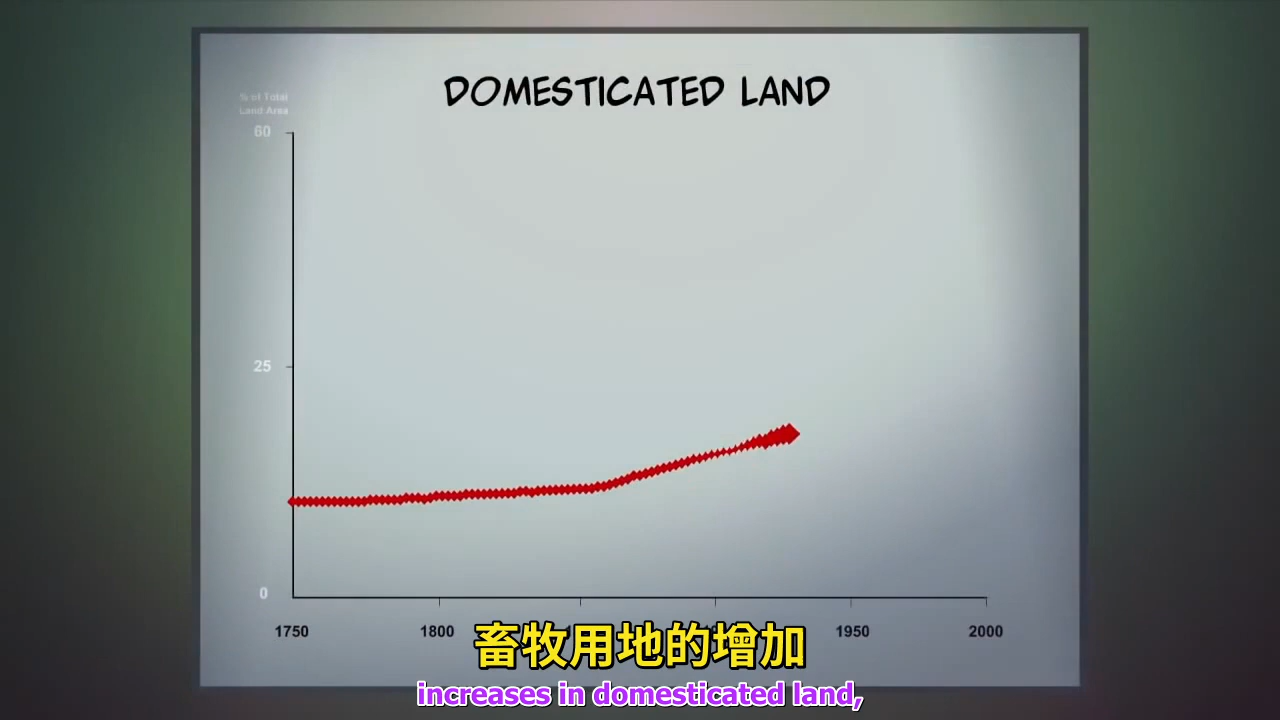 DOMESTICATED LAND
% of Total
Land Area
60
25
0
1750
1800
1950
2000
畜牧用地的增加
increases in domesticated land,